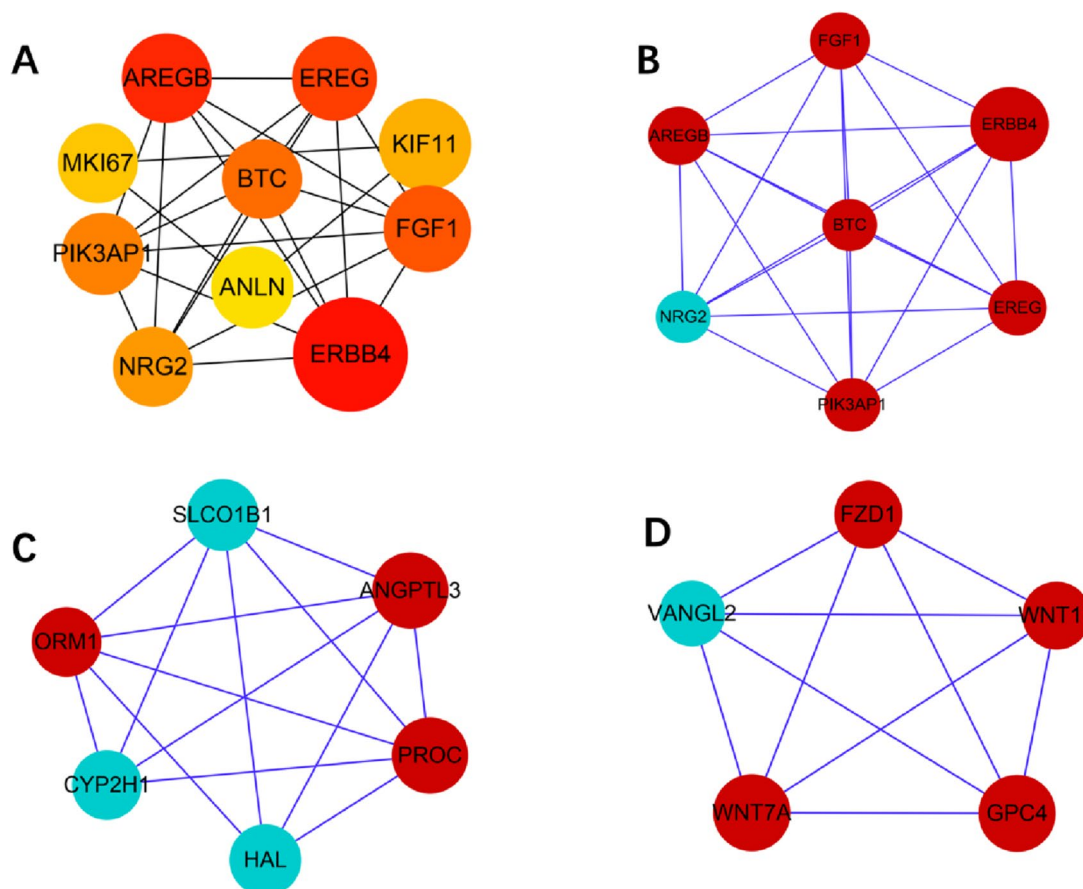 A
AREGB
EREG
MKI67
KIF11
BTC
PIK3AP1
FGF1
ANLN
NRG2
ERBB4
B
FGF1
AREGB
ERBB4
BTC
NRG2
EREG
PIK3AP1
C
SLCO1B1
ANGPTL3
ORM1
PROC
CYP2H1
HAL
D
FZD1
VANGL2
WNT1
WNT7A
GPC4